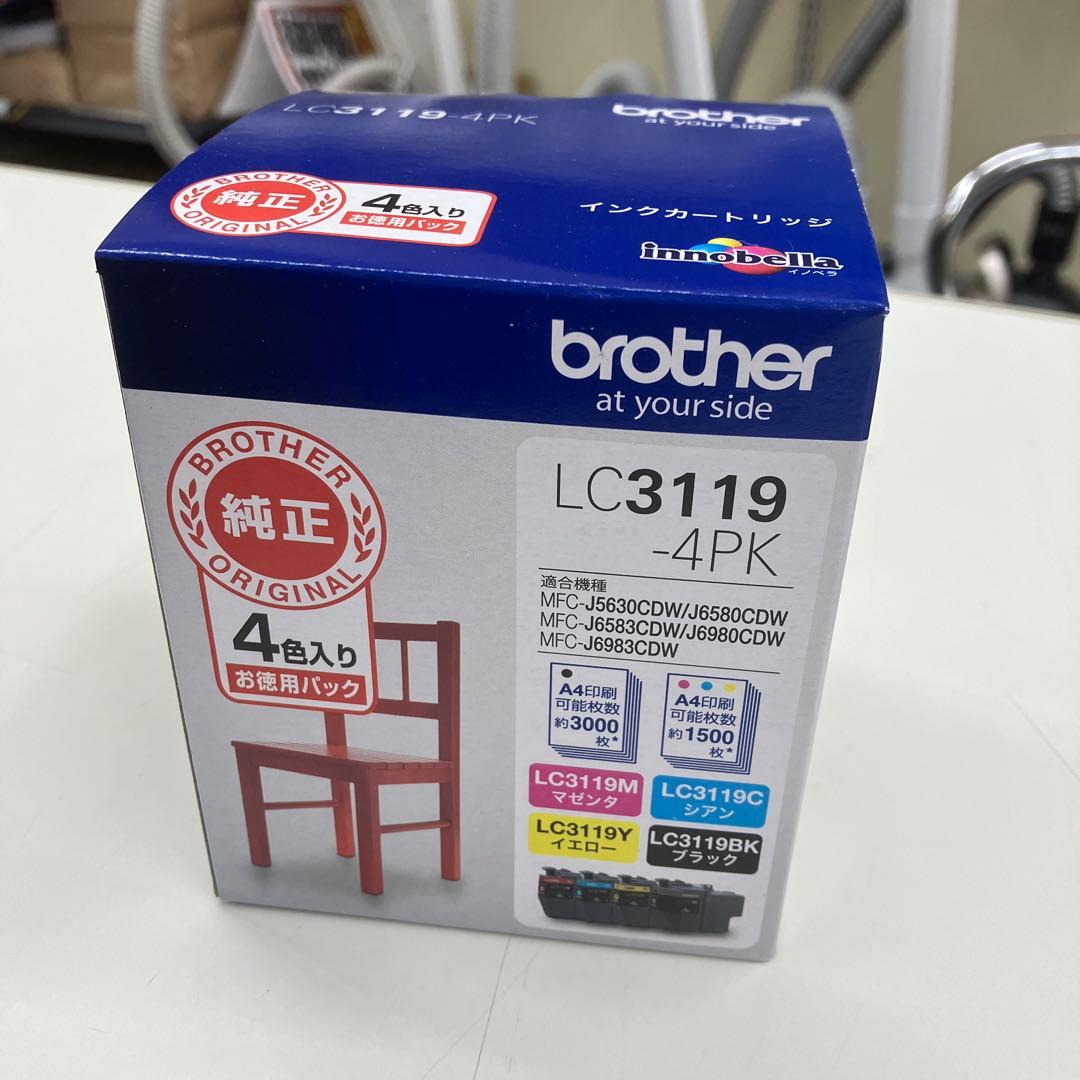 LC3119-4PK
brother
at your side
BROTHER
純正
ORIGINAL
4色入り
お徳用パック
インクカートリッジ
innobella
イノベラ
brother
at your side
BROTHER
純正
ORIGINAL
4色入り
お徳用パック
LC3119
-4PK
適合機種
MFC-J5630CDW/J6580CDW
MFC-J6583CDW/J6980CDW
MFC-J6983CDW
A4印刷
可能枚数
約3000
枚*
A4印刷
可能枚数
約1500
枚*
LC3119M
マゼンタ
LC3119C
シアン
LC3119Y
イエロー
LC3119BK
ブラック